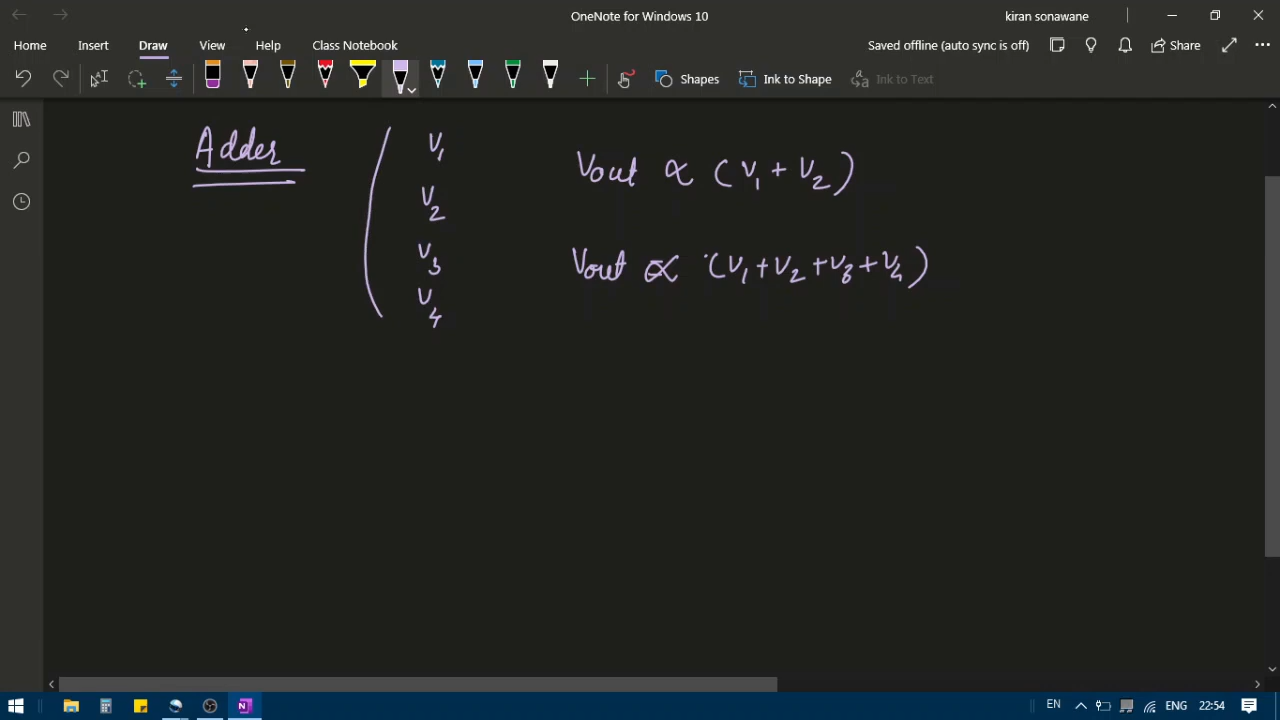 OneNote for Windows 10
kiran sonawane
Home Insert Draw View Help Class Notebook
Saved offline (auto sync is off) Share
Shapes Ink to Shape Ink to Text
Adder
V1
V2
V3
V4
Vout ∝ (V1 + V2)
Vout ∝ (V1 + V2 + V3 + V4)
EN ENG 22:54